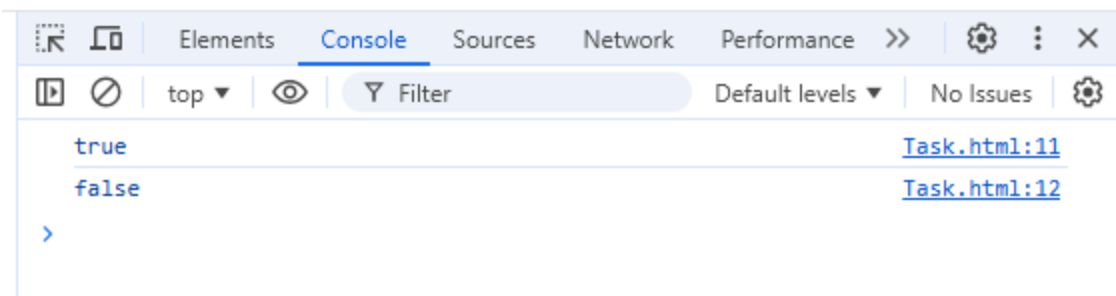 Elements Console Sources Network Performance
top Filter Default levels No Issues
true Task.html:11
false Task.html:12